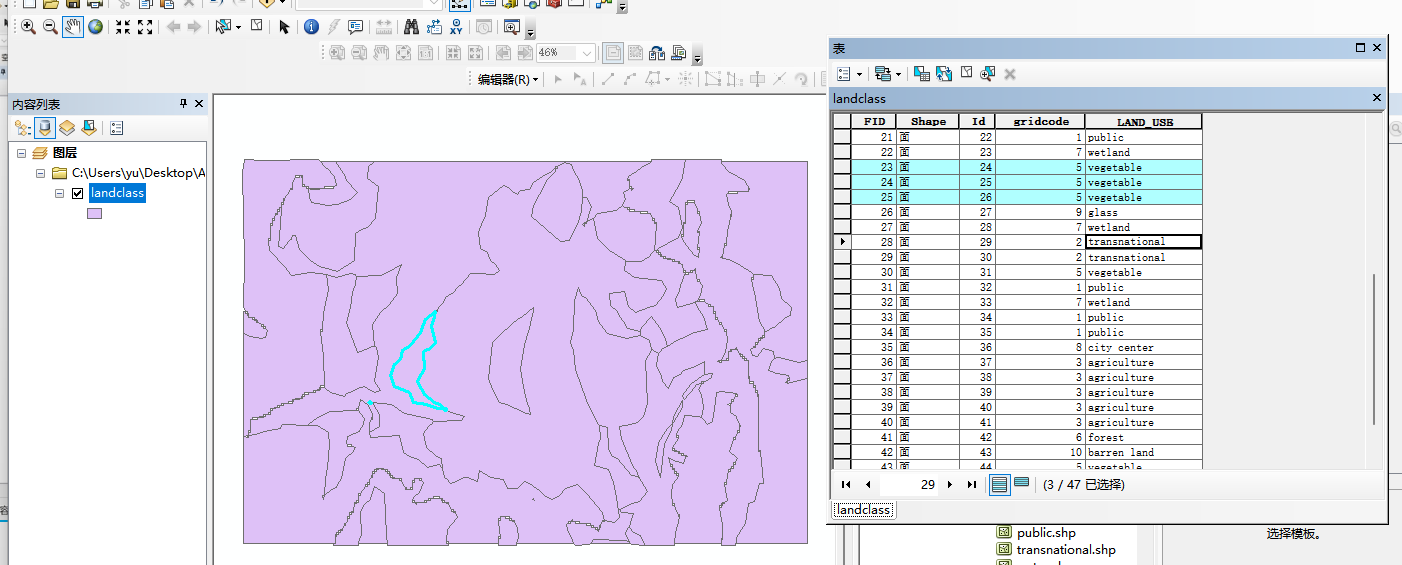 46%
编辑器(R)
内容列表
图层
C:\Users\yu\Desktop\A
landclass
表
landclass
FID Shape Id gridcode LAND_USE
21 面 22 1 public
22 面 23 7 wetland
23 面 24 5 vegetable
24 面 25 5 vegetable
25 面 26 5 vegetable
26 面 27 9 glass
27 面 28 7 wetland
28 面 29 2 transnational
29 面 30 2 transnational
30 面 31 5 vegetable
31 面 32 1 public
32 面 33 7 wetland
33 面 34 1 public
34 面 35 1 public
35 面 36 8 city center
36 面 37 3 agriculture
37 面 38 3 agriculture
38 面 39 3 agriculture
39 面 40 3 agriculture
40 面 41 3 agriculture
41 面 42 6 forest
42 面 43 10 barren land
43 面 44 5 vegetable
29 (3 / 47 已选择)
landclass
public.shp
transnational.shp
选择模板。